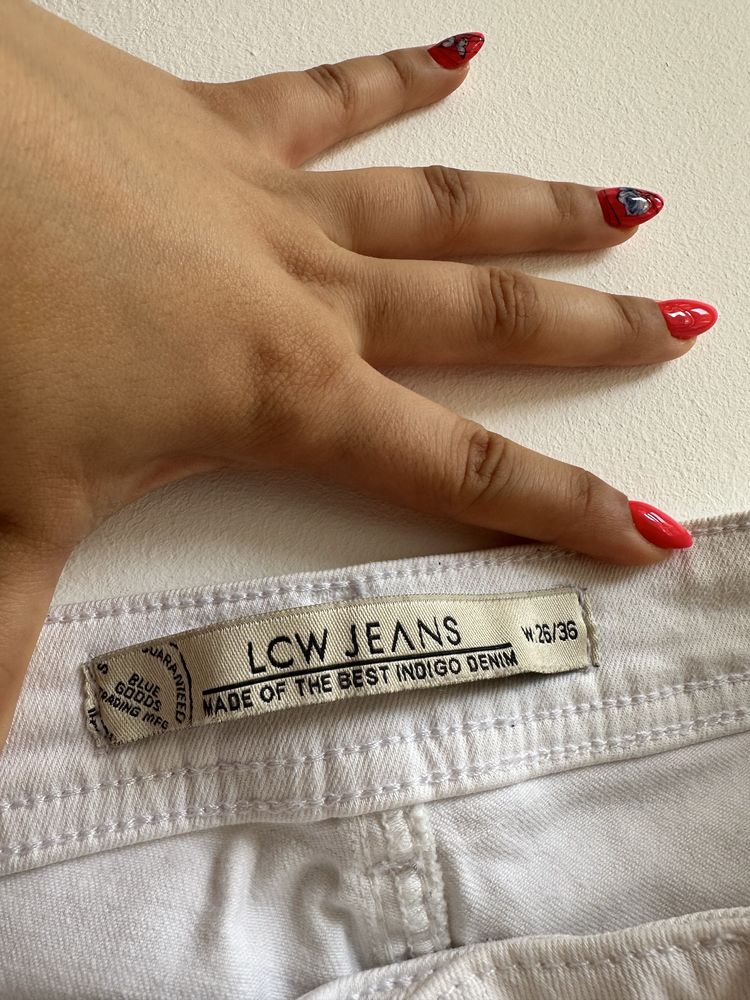 GUARANTEED
BLUE
GOODS
TRADING MFG
LCW JEANS
MADE OF THE BEST INDIGO DENIM
W 26/36